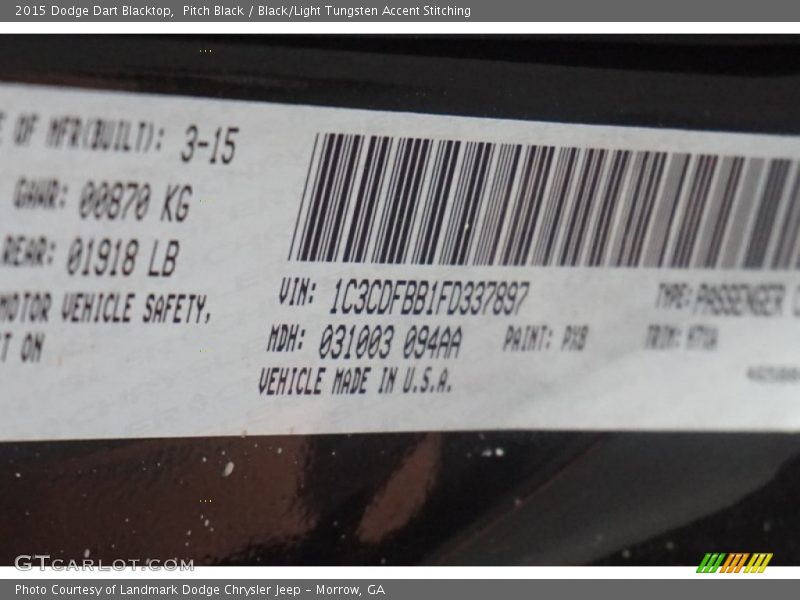 2015 Dodge Dart Blacktop,  Pitch Black / Black/Light Tungsten Accent Stitching
E OF MFR(BUILT): 3-15
GAWR: 00870 KG
REAR: 01918 LB
MOTOR VEHICLE SAFETY,
T ON
VIN: 1C3CDFBB1FD337897
TYPE: PASSENGER
MDH: 031003 094AA
PAINT: PX8
TRIM:
VEHICLE MADE IN U.S.A.
GTCARLOT.COM
Photo Courtesy of Landmark Dodge Chrysler Jeep – Morrow, GA